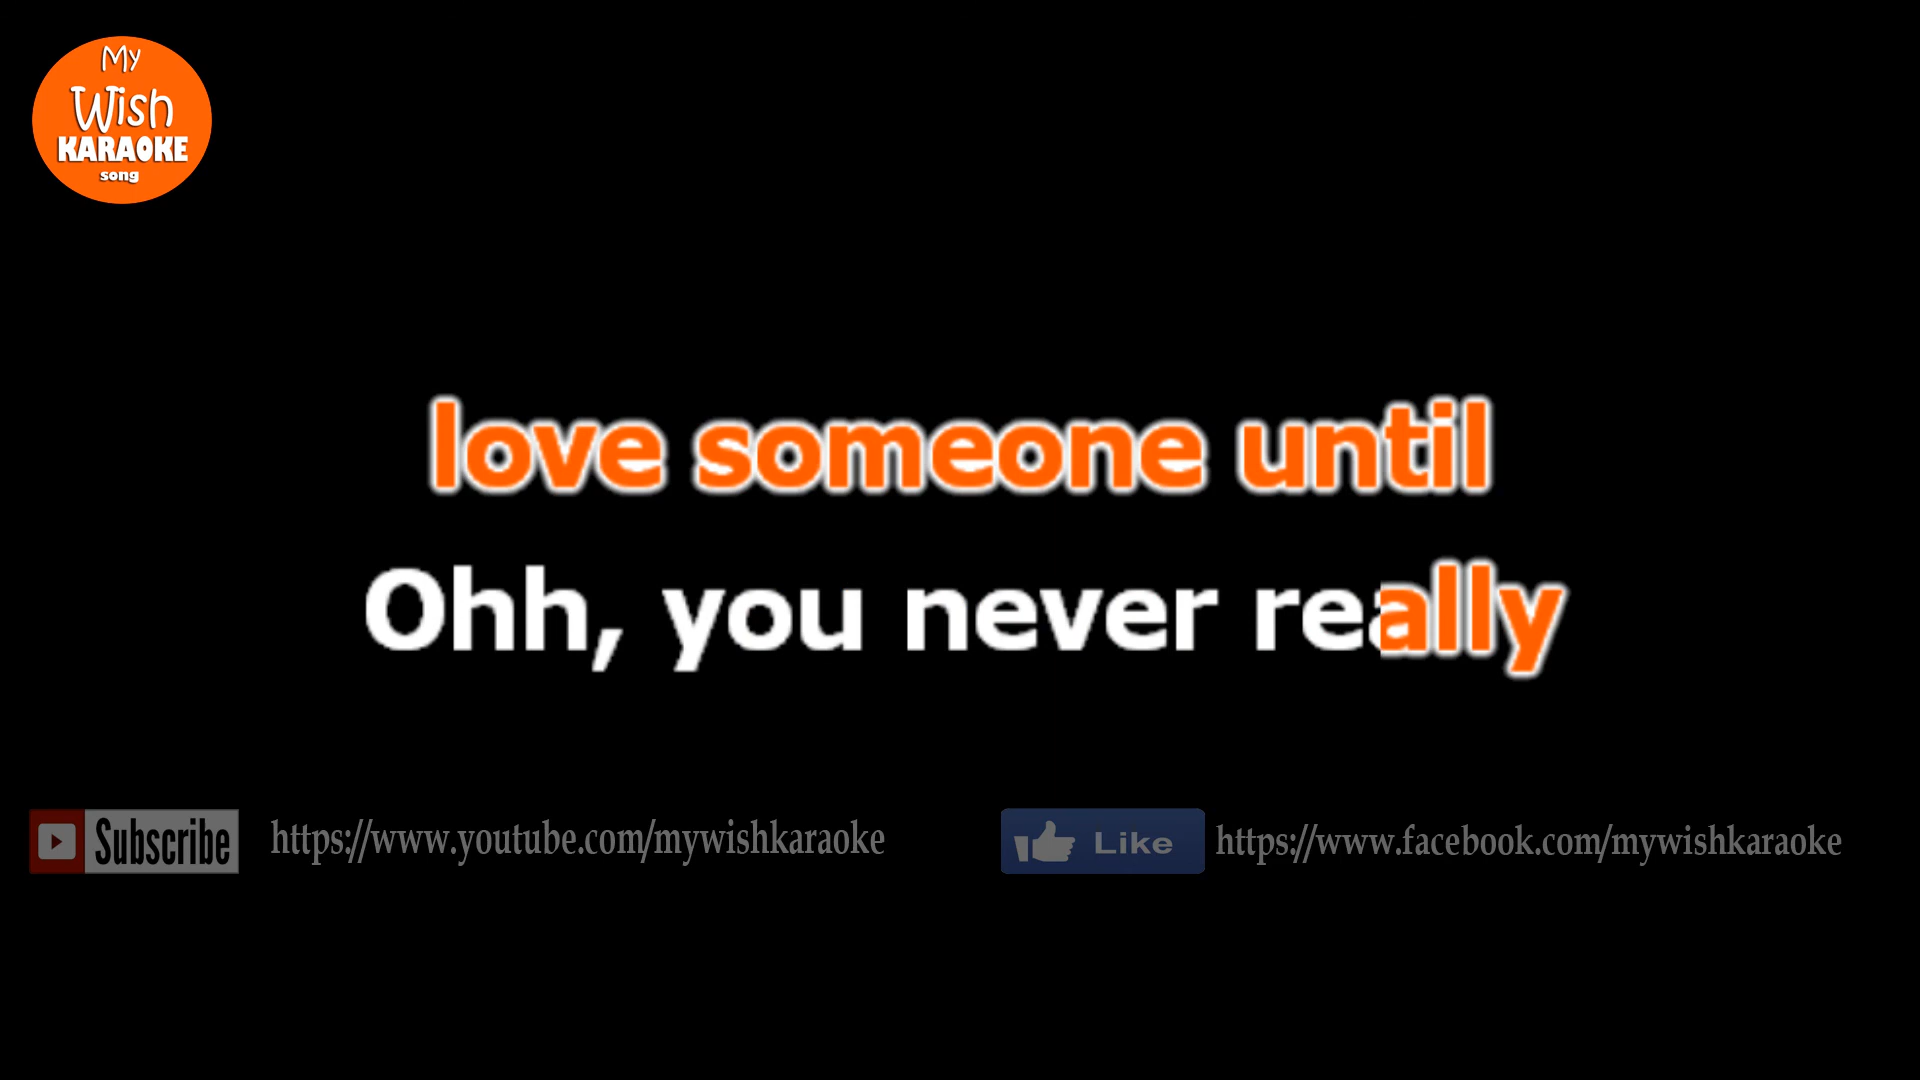 My
Wish
KARAOKE
song
love someone until
Ohh, you never really
Subscribe https://www.youtube.com/mywishkaraoke
Like https://www.facebook.com/mywishkaraoke